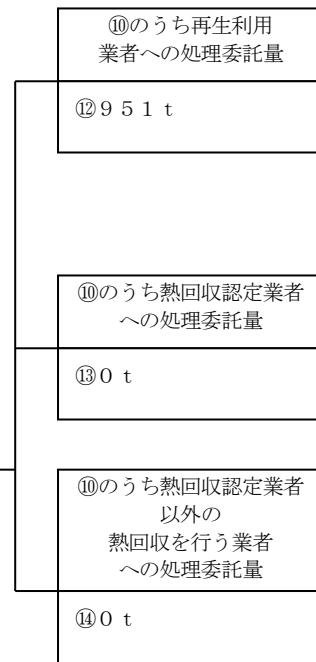 ⑩のうち再生利用
業者への処理委託量
⑫９５１ｔ
⑩のうち熱回収認定業者
への処理委託量
⑬０ｔ
⑩のうち熱回収認定業者
以外の
熱回収を行う業者
への処理委託量
⑭０ｔ